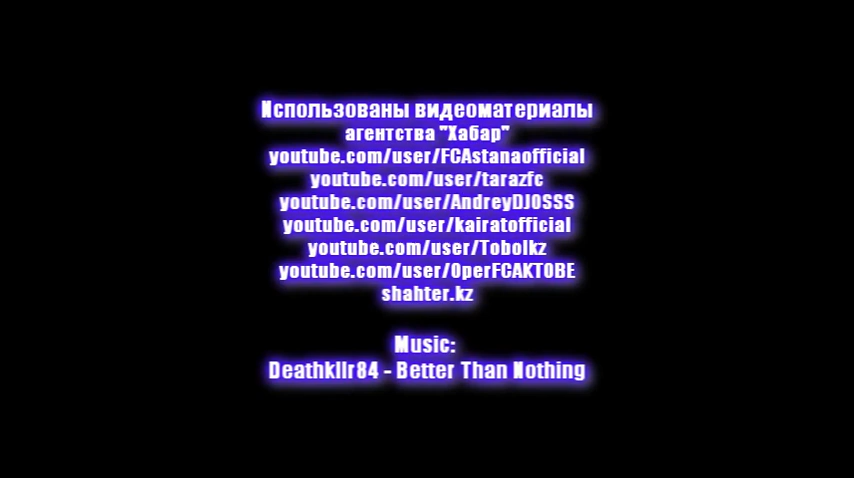 Использованы видеоматериалы
агентства "Хабар"
youtube.com/user/FCAstanaofficial
youtube.com/user/tarazfc
youtube.com/user/AndreyDJOSSS
youtube.com/user/kairatofficial
youtube.com/user/Tobolkz
youtube.com/user/OperFCAKTOBE
shahter.kz
Music:
Deathkllr84 - Better Than Nothing